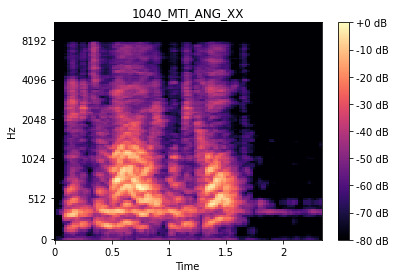 1040_MTI_ANG_XX
+0 dB
8192
-10 dB
4096
-20 dB
-30 dB
Hz
2048
-40 dB
1024
-50 dB
512
-60 dB
-70 dB
0
-80 dB
0 0.5 1 1.5 2
Time